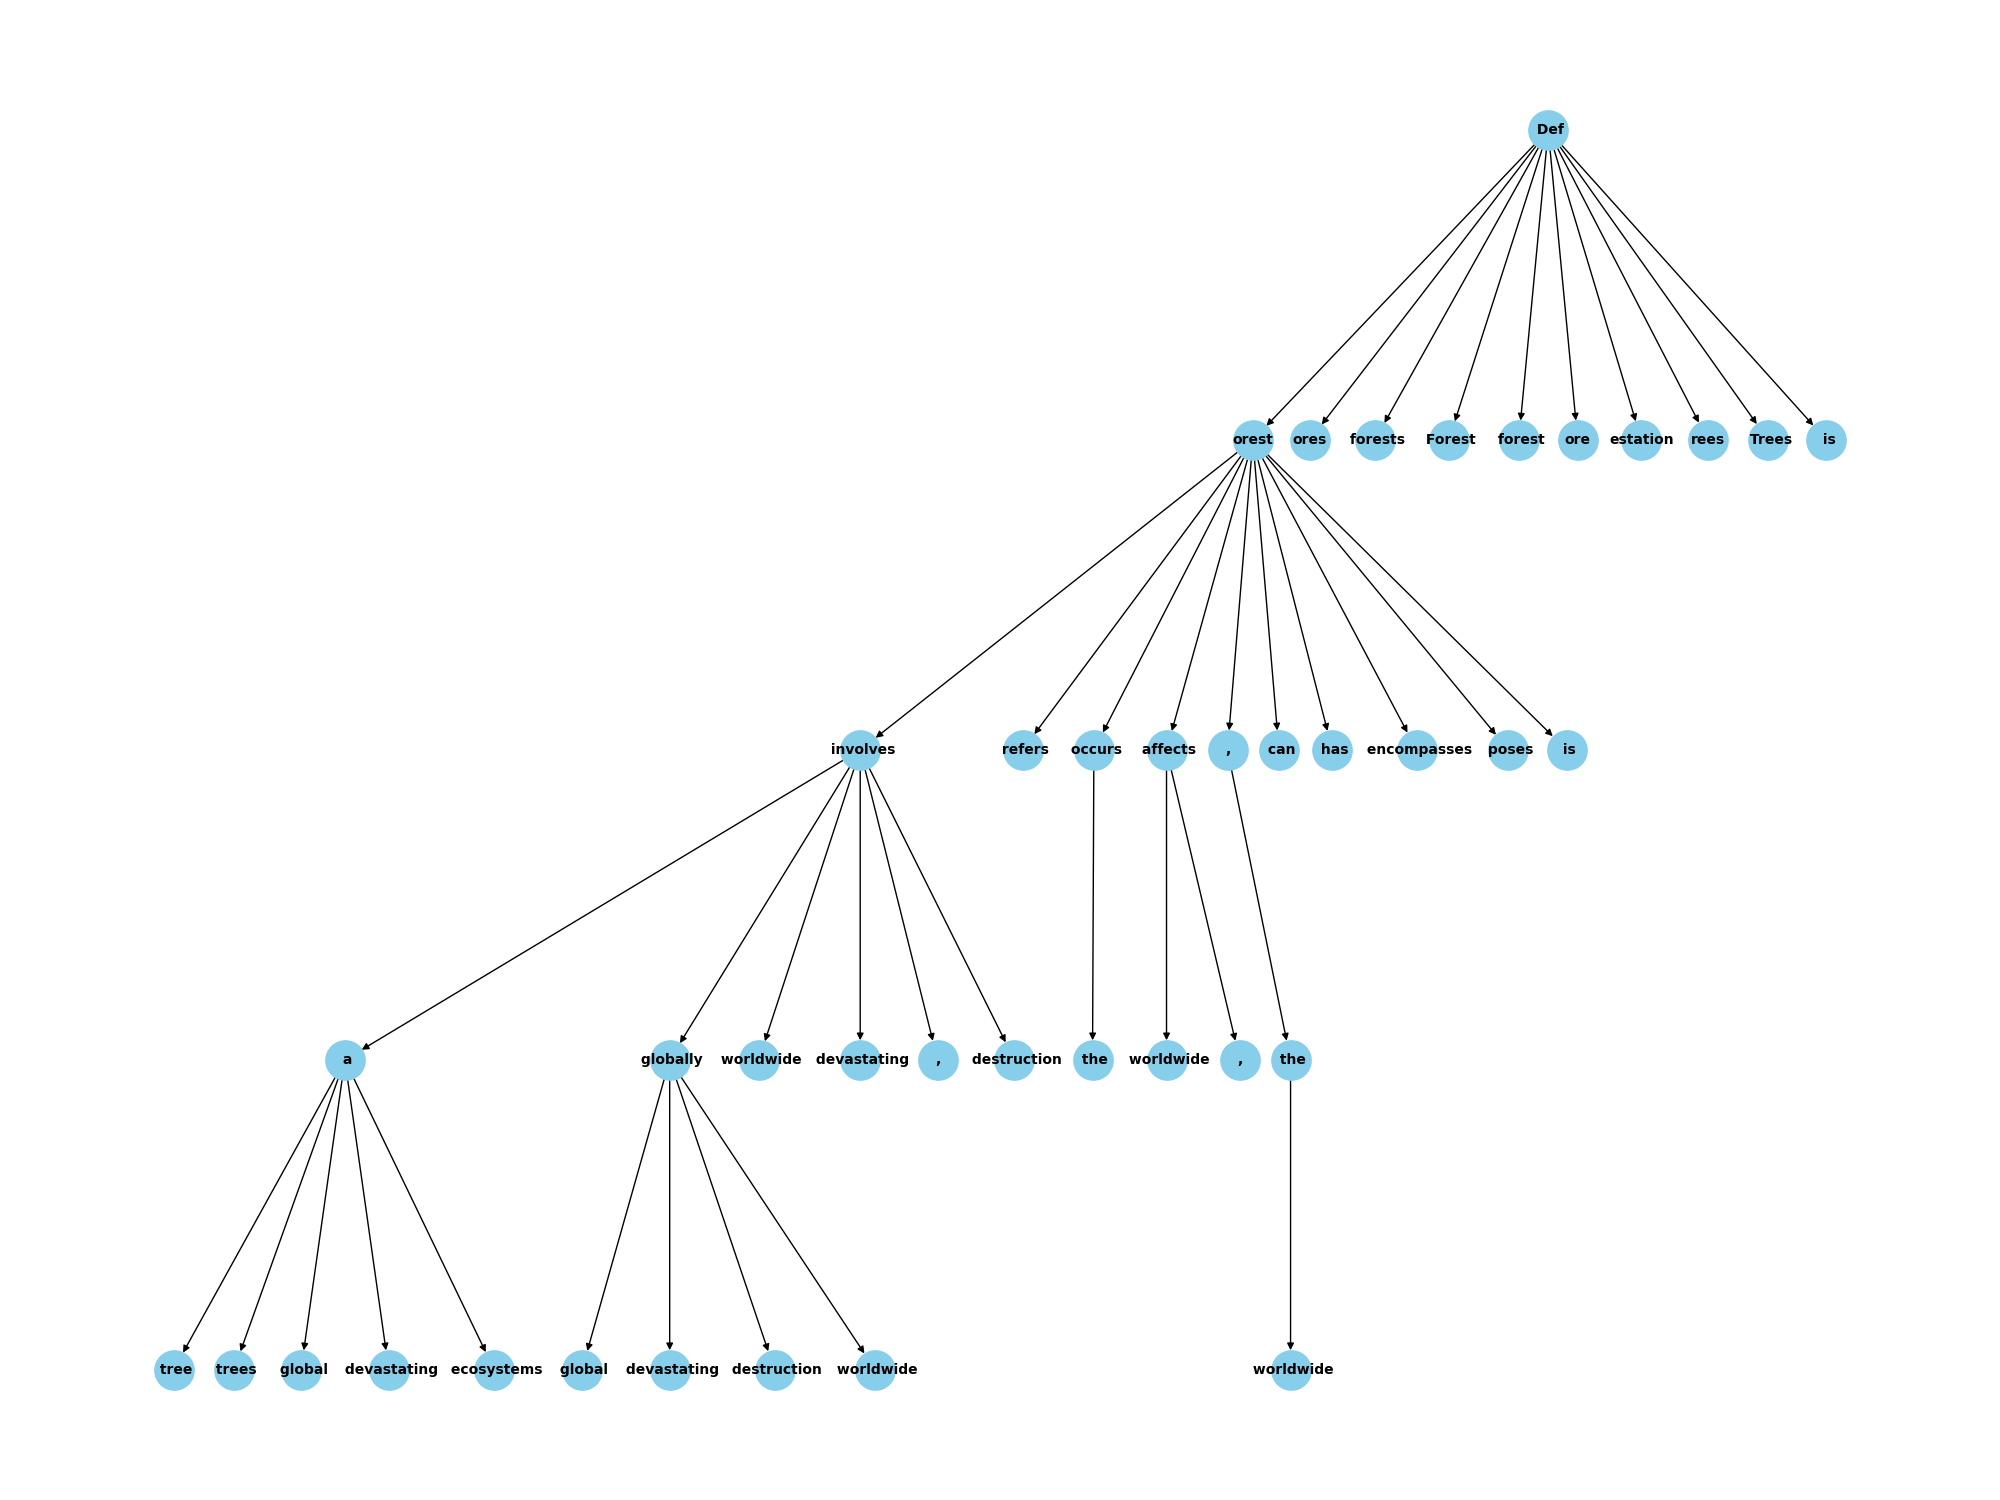 Def
orest ores forests Forest forest ore estation rees Trees is
involves refers occurs affects , can has encompasses poses is
a globally worldwide devastating , destruction the worldwide , the
tree trees global devastating ecosystems global devastating destruction worldwide worldwide